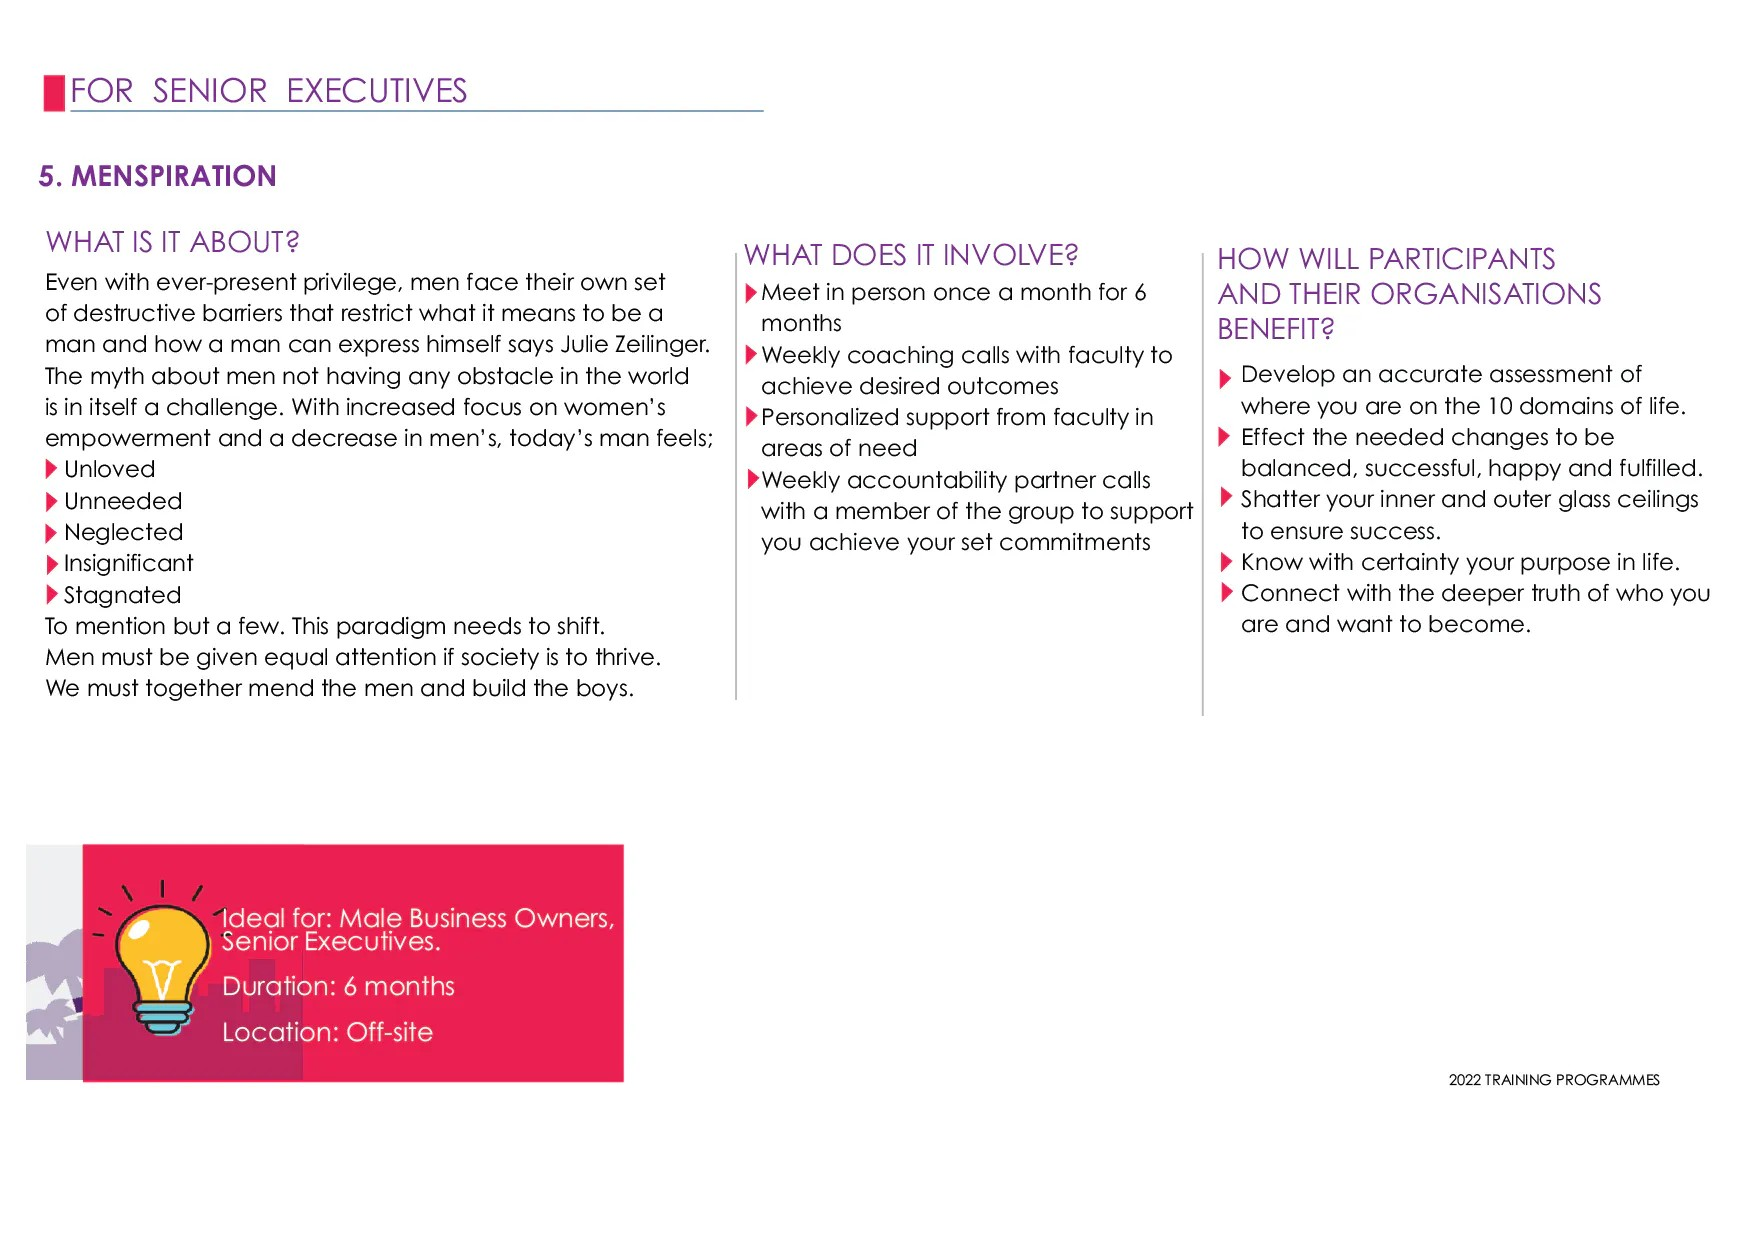 FOR SENIOR EXECUTIVES
5. MENSPIRATION
WHAT IS IT ABOUT?
Even with ever-present privilege, men face their own set
of destructive barriers that restrict what it means to be a
man and how a man can express himself says Julie Zeilinger.
The myth about men not having any obstacle in the world
is in itself a challenge. With increased focus on women's
empowerment and a decrease in men's, today's man feels;
Unloved
Unneeded
Neglected
Insignificant
Stagnated
To mention but a few. This paradigm needs to shift.
Men must be given equal attention if society is to thrive.
We must together mend the men and build the boys.
WHAT DOES IT INVOLVE?
Meet in person once a month for 6
months
Weekly coaching calls with faculty to
achieve desired outcomes
Personalized support from faculty in
areas of need
Weekly accountability partner calls
with a member of the group to support
you achieve your set commitments
HOW WILL PARTICIPANTS
AND THEIR ORGANISATIONS
BENEFIT?
Develop an accurate assessment of
where you are on the 10 domains of life.
Effect the needed changes to be
balanced, successful, happy and fulfilled.
Shatter your inner and outer glass ceilings
to ensure success.
Know with certainty your purpose in life.
Connect with the deeper truth of who you
are and want to become.
Ideal for: Male Business Owners,
Senior Executives.
Duration: 6 months
Location: Off-site
2022 TRAINING PROGRAMMES